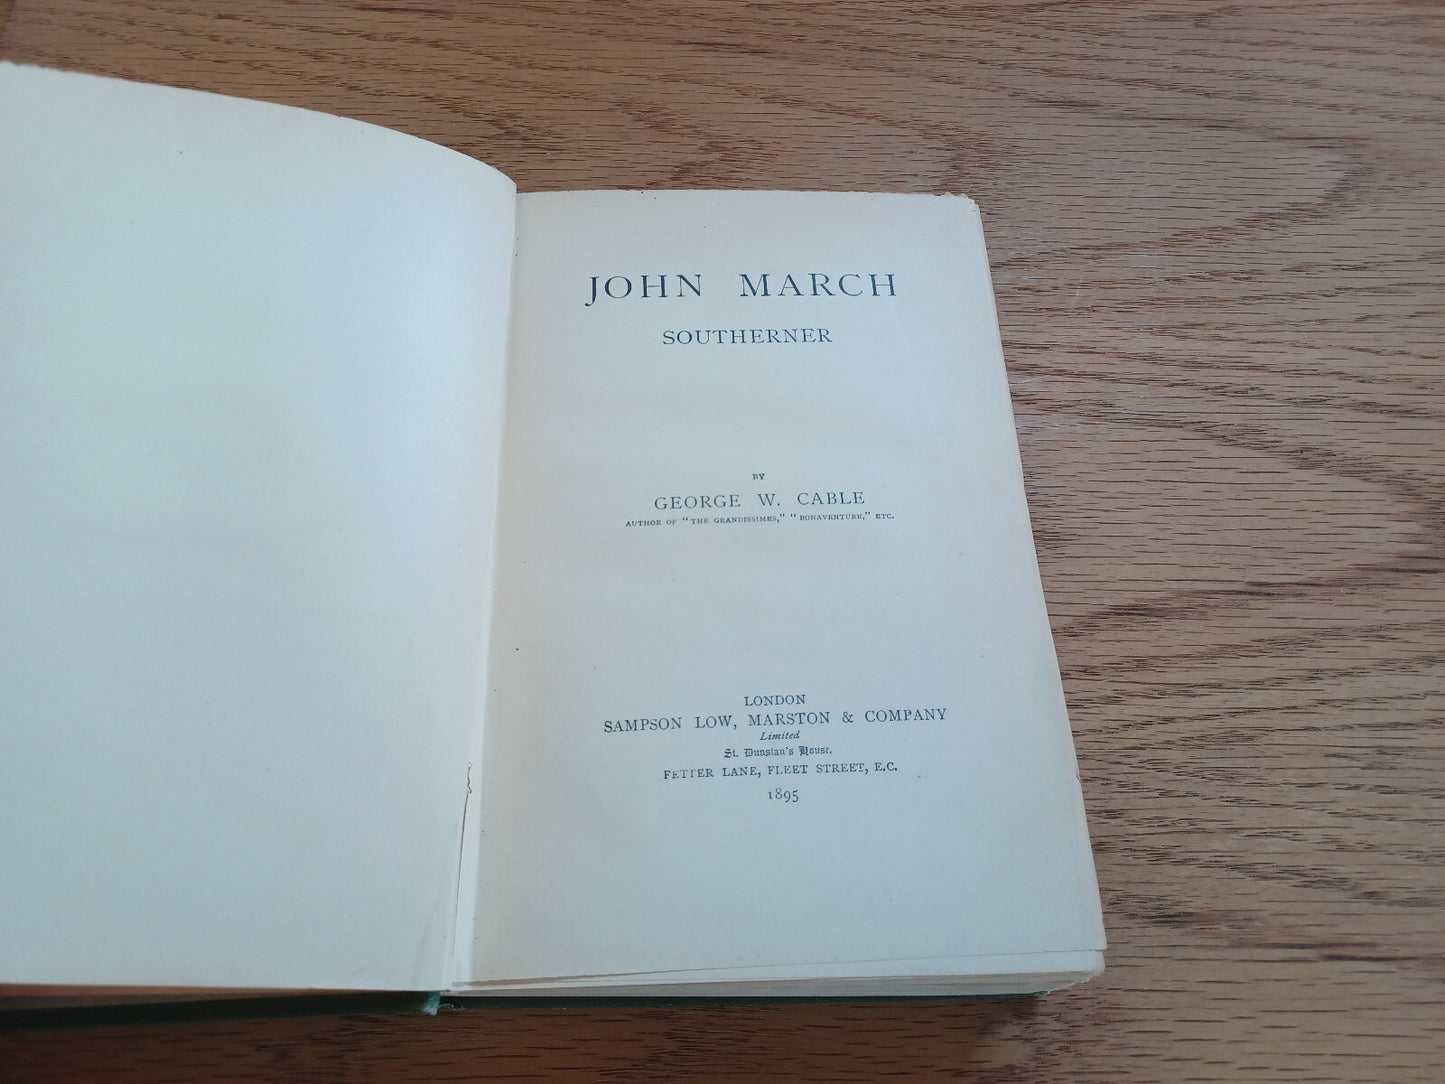 JOHN MARCH
SOUTHERNER
BY
GEORGE W. CABLE
AUTHOR OF "THE GRANDISSIMES," "BONAVENTURE," ETC.
LONDON
SAMPSON LOW, MARSTON & COMPANY
Limited
St. Dunstan's House,
FETTER LANE, FLEET STREET, E.C.
1895